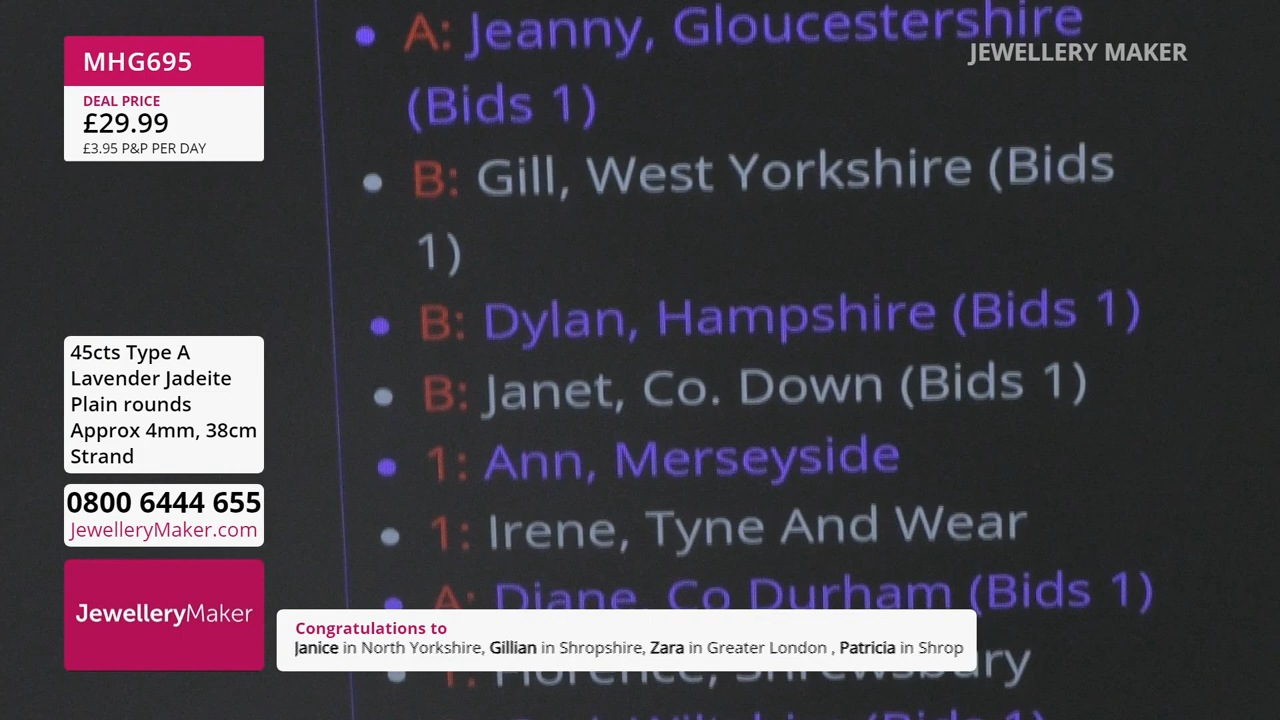 MHG695
DEAL PRICE
£29.99
£3.95 P&P PER DAY
JEWELLERY MAKER
A: Jeanny, Gloucestershire
(Bids 1)
B: Gill, West Yorkshire (Bids
1)
B: Dylan, Hampshire (Bids 1)
B: Janet, Co. Down (Bids 1)
1: Ann, Merseyside
1: Irene, Tyne And Wear
A: Diane, Co Durham (Bids 1)
1: Florence, Shrewsbury
45cts Type A
Lavender Jadeite
Plain rounds
Approx 4mm, 38cm
Strand
0800 6444 655
JewelleryMaker.com
JewelleryMaker
Congratulations to
Janice in North Yorkshire, Gillian in Shropshire, Zara in Greater London , Patricia in Shrop